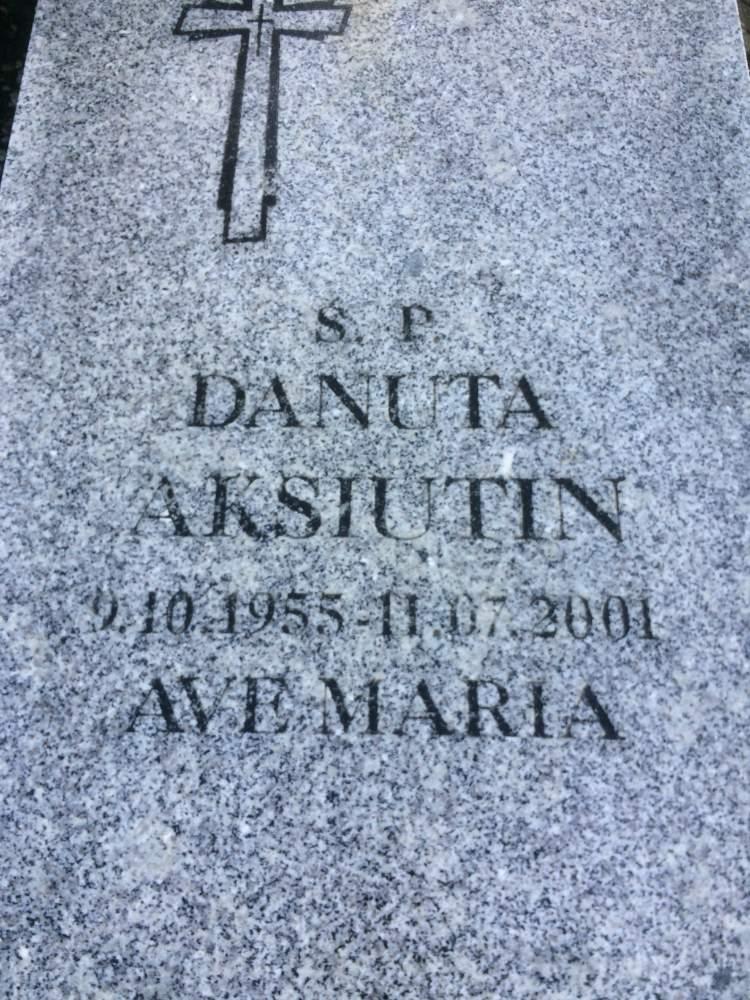 Ś. P.
DANUTA
AKSIUTIN
9.10.1955-11.07.2001
AVE MARIA